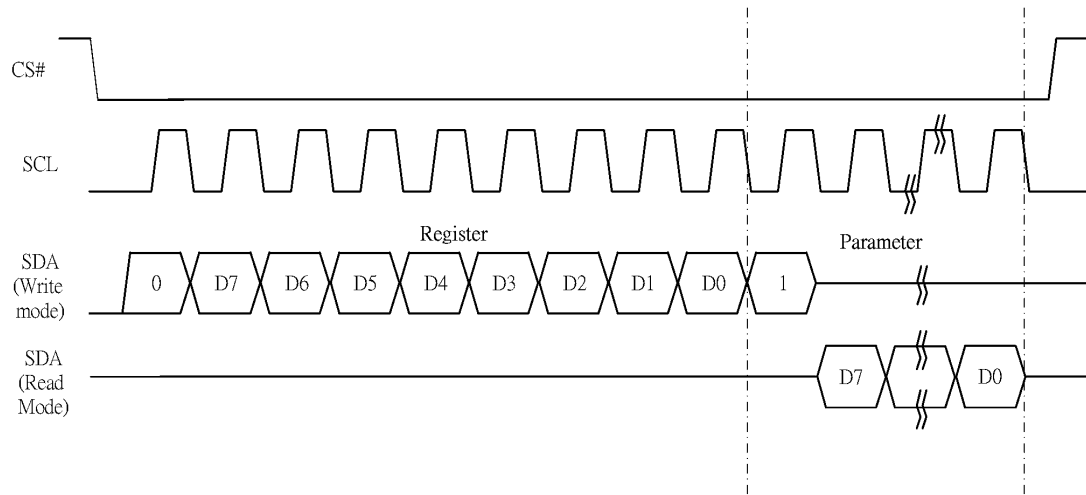 CS#
SCL
Register
Parameter
SDA
(Write
mode)
0 D7 D6 D5 D4 D3 D2 D1 D0 1
SDA
(Read
Mode)
D7 D0